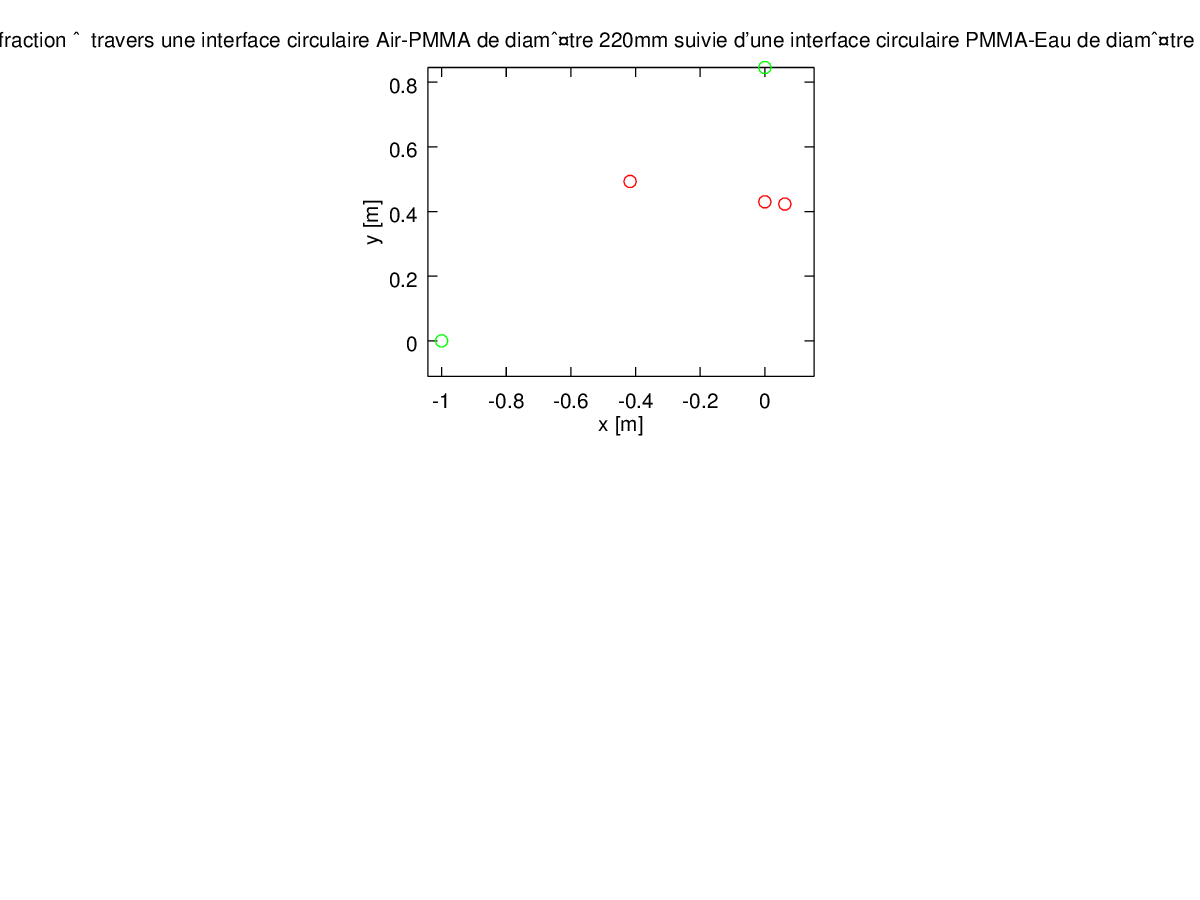 fraction ˆ travers une interface circulaire Air-PMMA de diamˆ¤tre 220mm suivie d'une interface circulaire PMMA-Eau de diamˆ¤tre
0.8
0.6
0.4
0.2
0
y [m]
-1 -0.8 -0.6 -0.4 -0.2 0
x [m]